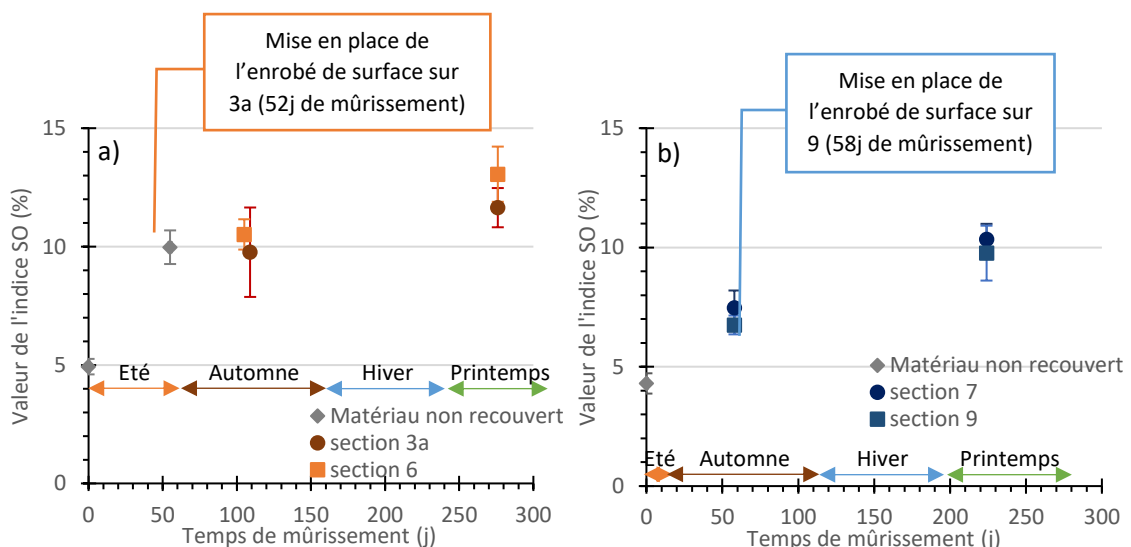 Mise en place de
l'enrobé de surface sur
3a (52j de mûrissement)
a)
Valeur de l'indice SO (%)
15
10
5
0
Eté Automne Hiver Printemps
Matériau non recouvert
section 3a
section 6
0 50 100 150 200 250 300
Temps de mûrissement (j)
Mise en place de
l'enrobé de surface sur
9 (58j de mûrissement)
b)
Valeur de l'indice SO (%)
15
10
5
0
Matériau non recouvert
section 7
section 9
Eté Automne Hiver Printemps
0 50 100 150 200 250 300
Temps de mûrissement (j)